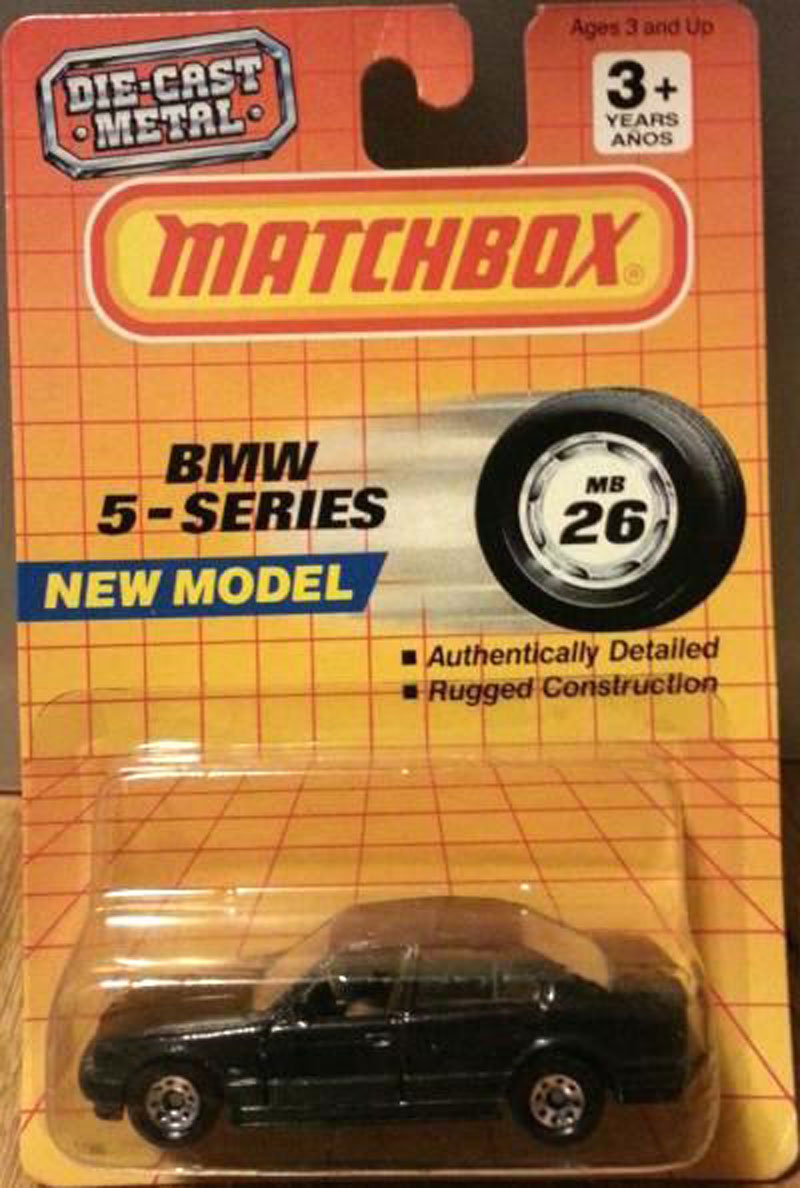 Ages 3 and Up
DIE-CAST
METAL
3+
YEARS
AÑOS
MATCHBOX®
BMW
5-SERIES
MB
26
NEW MODEL
▪ Authentically Detailed
▪ Rugged Construction